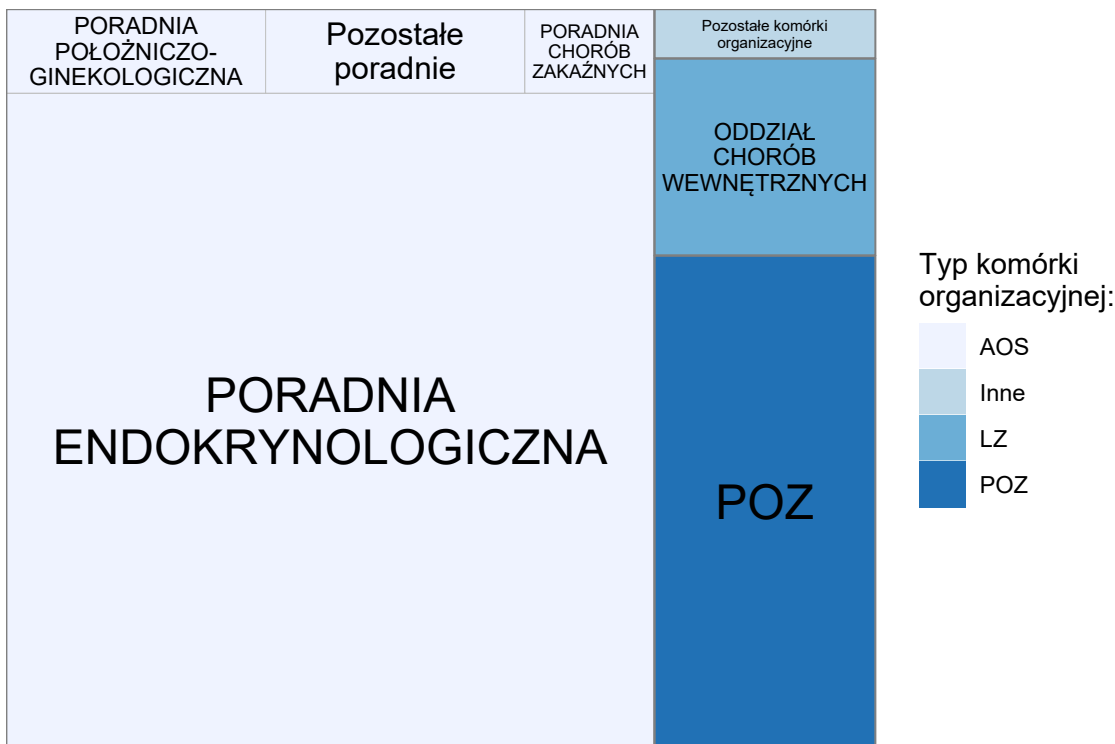 PORADNIA
POŁOŻNICZO-
GINEKOLOGICZNA
Pozostałe
poradnie
PORADNIA
CHORÓB
ZAKAŹNYCH
Pozostałe komórki
organizacyjne
ODDZIAŁ
CHORÓB
WEWNĘTRZNYCH
PORADNIA
ENDOKRYNOLOGICZNA
POZ
Typ komórki
organizacyjnej:
AOS
Inne
LZ
POZ